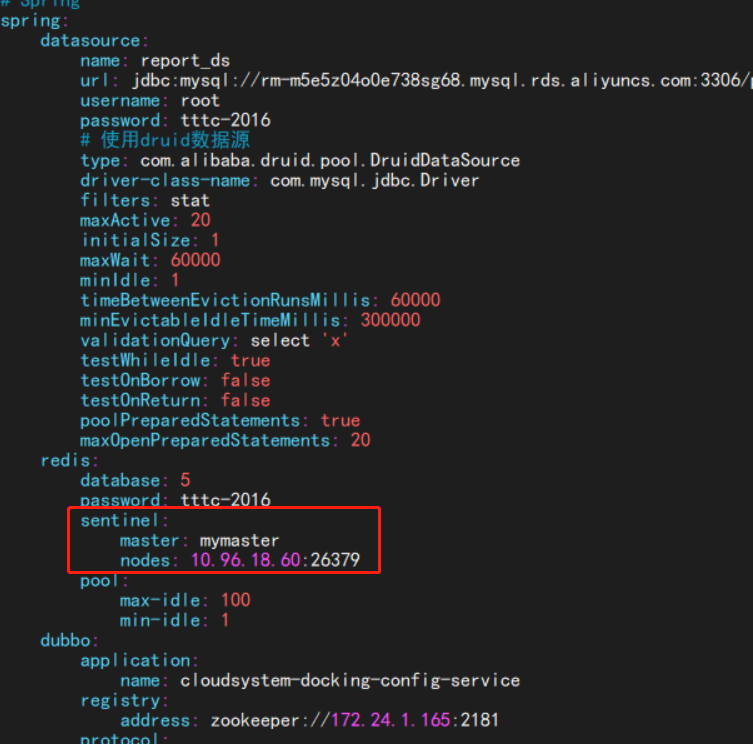 # Spring
spring:
    datasource:
        name: report_ds
        url: jdbc:mysql://rm-m5e5z04o0e738sg68.mysql.rds.aliyuncs.com:3306/
        username: root
        password: tttc-2016
        # 使用druid数据源
        type: com.alibaba.druid.pool.DruidDataSource
        driver-class-name: com.mysql.jdbc.Driver
        filters: stat
        maxActive: 20
        initialSize: 1
        maxWait: 60000
        minIdle: 1
        timeBetweenEvictionRunsMillis: 60000
        minEvictableIdleTimeMillis: 300000
        validationQuery: select 'x'
        testWhileIdle: true
        testOnBorrow: false
        testOnReturn: false
        poolPreparedStatements: true
        maxOpenPreparedStatements: 20
    redis:
        database: 5
        password: tttc-2016
        sentinel:
            master: mymaster
            nodes: 10.96.18.60:26379
        pool:
            max-idle: 100
            min-idle: 1
    dubbo:
        application:
            name: cloudsystem-docking-config-service
        registry:
            address: zookeeper://172.24.1.165:2181
        protocol: